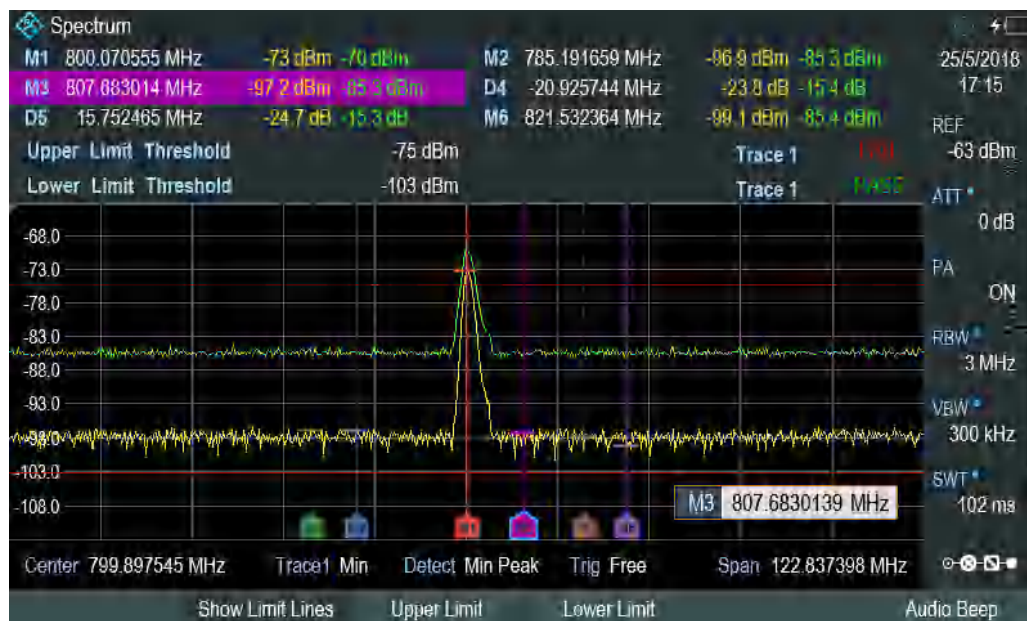 Spectrum
M1 800.070555 MHz -73 dBm -70 dBm M2 785.191659 MHz -96.9 dBm -85.3 dBm 25/5/2018
M3 807.683014 MHz -97.2 dBm -85.3 dBm D4 -20.925744 MHz -23.8 dB -15.4 dB 17:15
D5 15.752465 MHz -24.7 dB -15.3 dB M6 821.532364 MHz -99.1 dBm -85.4 dBm
REF
Upper Limit Threshold -75 dBm Trace 1 -63 dBm
Lower Limit Threshold -103 dBm Trace 1 PASS
ATT
0 dB
-68.0
-73.0
PA
ON
-78.0
-83.0
RBW
3 MHz
-88.0
-93.0
VBW
300 kHz
-98.0
-103.0
SWT
102 ms
-108.0
M3 807.6830139 MHz
Center 799.897545 MHz Trace1 Min Detect Min Peak Trig Free Span 122.837398 MHz
Show Limit Lines Upper Limit Lower Limit Audio Beep